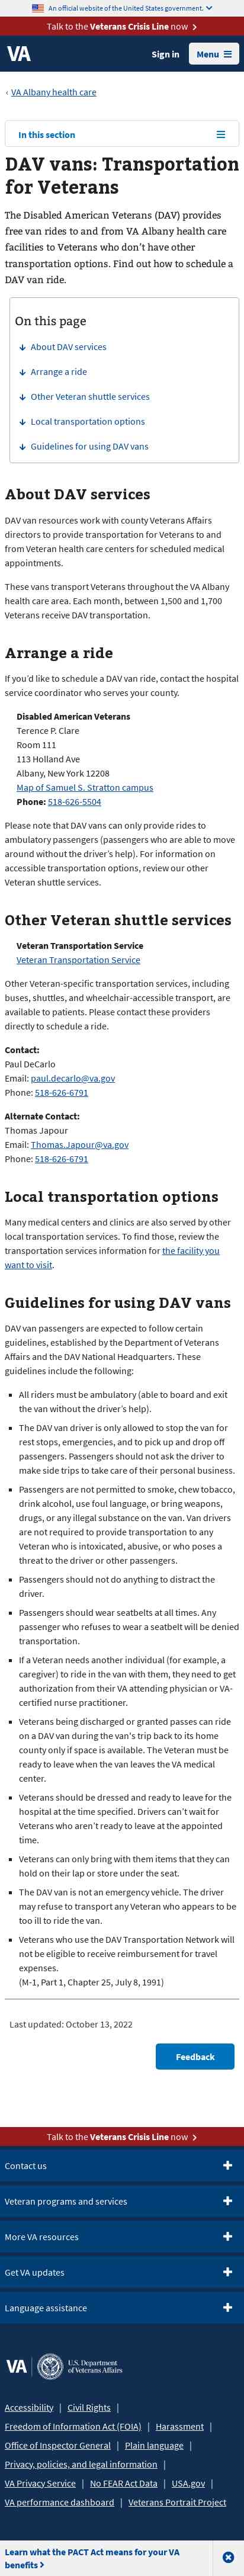 An official website of the United States government.
Talk to the Veterans Crisis Line now
VA
Sign in
Menu
VA Albany health care
In this section
DAV vans: Transportation
for Veterans
The Disabled American Veterans (DAV) provides
free van rides to and from VA Albany health care
facilities to Veterans who don't have other
transportation options. Find out how to schedule a
DAV van ride.
On this page
About DAV services
Arrange a ride
Other Veteran shuttle services
Local transportation options
Guidelines for using DAV vans
About DAV services
DAV van resources work with county Veterans Affairs
directors to provide transportation for Veterans to and
from Veteran health care centers for scheduled medical
appointments.
These vans transport Veterans throughout the VA Albany
health care area. Each month, between 1,500 and 1,700
Veterans receive DAV transportation.
Arrange a ride
If you'd like to schedule a DAV van ride, contact the hospital
service coordinator who serves your county.
Disabled American Veterans
Terence P. Clare
Room 111
113 Holland Ave
Albany, New York 12208
Map of Samuel S. Stratton campus
Phone: 518-626-5504
Please note that DAV vans can only provide rides to
ambulatory passengers (passengers who are able to move
around without the driver's help). For information on
accessible transportation options, review our other
Veteran shuttle services.
Other Veteran shuttle services
Veteran Transportation Service
Veteran Transportation Service
Other Veteran-specific transportation services, including
buses, shuttles, and wheelchair-accessible transport, are
available to patients. Please contact these providers
directly to schedule a ride.
Contact:
Paul DeCarlo
Email: paul.decarlo@va.gov
Phone: 518-626-6791
Alternate Contact:
Thomas Japour
Email: Thomas.Japour@va.gov
Phone: 518-626-6791
Local transportation options
Many medical centers and clinics are also served by other
local transportation services. To find those, review the
transportation services information for the facility you
want to visit.
Guidelines for using DAV vans
DAV van passengers are expected to follow certain
guidelines, established by the Department of Veterans
Affairs and the DAV National Headquarters. These
guidelines include the following:
All riders must be ambulatory (able to board and exit
the van without the driver's help).
The DAV van driver is only allowed to stop the van for
rest stops, emergencies, and to pick up and drop off
passengers. Passengers should not ask the driver to
make side trips to take care of their personal business.
Passengers are not permitted to smoke, chew tobacco,
drink alcohol, use foul language, or bring weapons,
drugs, or any illegal substance on the van. Van drivers
are not required to provide transportation to any
Veteran who is intoxicated, abusive, or who poses a
threat to the driver or other passengers.
Passengers should not do anything to distract the
driver.
Passengers should wear seatbelts at all times. Any
passenger who refuses to wear a seatbelt will be denied
transportation.
If a Veteran needs another individual (for example, a
caregiver) to ride in the van with them, they need to get
authorization from their VA attending physician or VA-
certified nurse practitioner.
Veterans being discharged or granted passes can ride
on a DAV van during the van's trip back to its home
county only if space is available. The Veteran must be
ready to leave when the van leaves the VA medical
center.
Veterans should be dressed and ready to leave for the
hospital at the time specified. Drivers can't wait for
Veterans who aren't ready to leave at the appointed
time.
Veterans can only bring with them items that they can
hold on their lap or store under the seat.
The DAV van is not an emergency vehicle. The driver
may refuse to transport any Veteran who appears to be
too ill to ride the van.
Veterans who use the DAV Transportation Network will
not be eligible to receive reimbursement for travel
expenses.
(M-1, Part 1, Chapter 25, July 8, 1991)
Last updated: October 13, 2022
Feedback
Talk to the Veterans Crisis Line now
Contact us
Veteran programs and services
More VA resources
Get VA updates
Language assistance
VA U.S. Department
of Veterans Affairs
Accessibility | Civil Rights |
Freedom of Information Act (FOIA) | Harassment |
Office of Inspector General | Plain language |
Privacy, policies, and legal information |
VA Privacy Service | No FEAR Act Data | USA.gov |
VA performance dashboard | Veterans Portrait Project
Learn what the PACT Act means for your VA
benefits